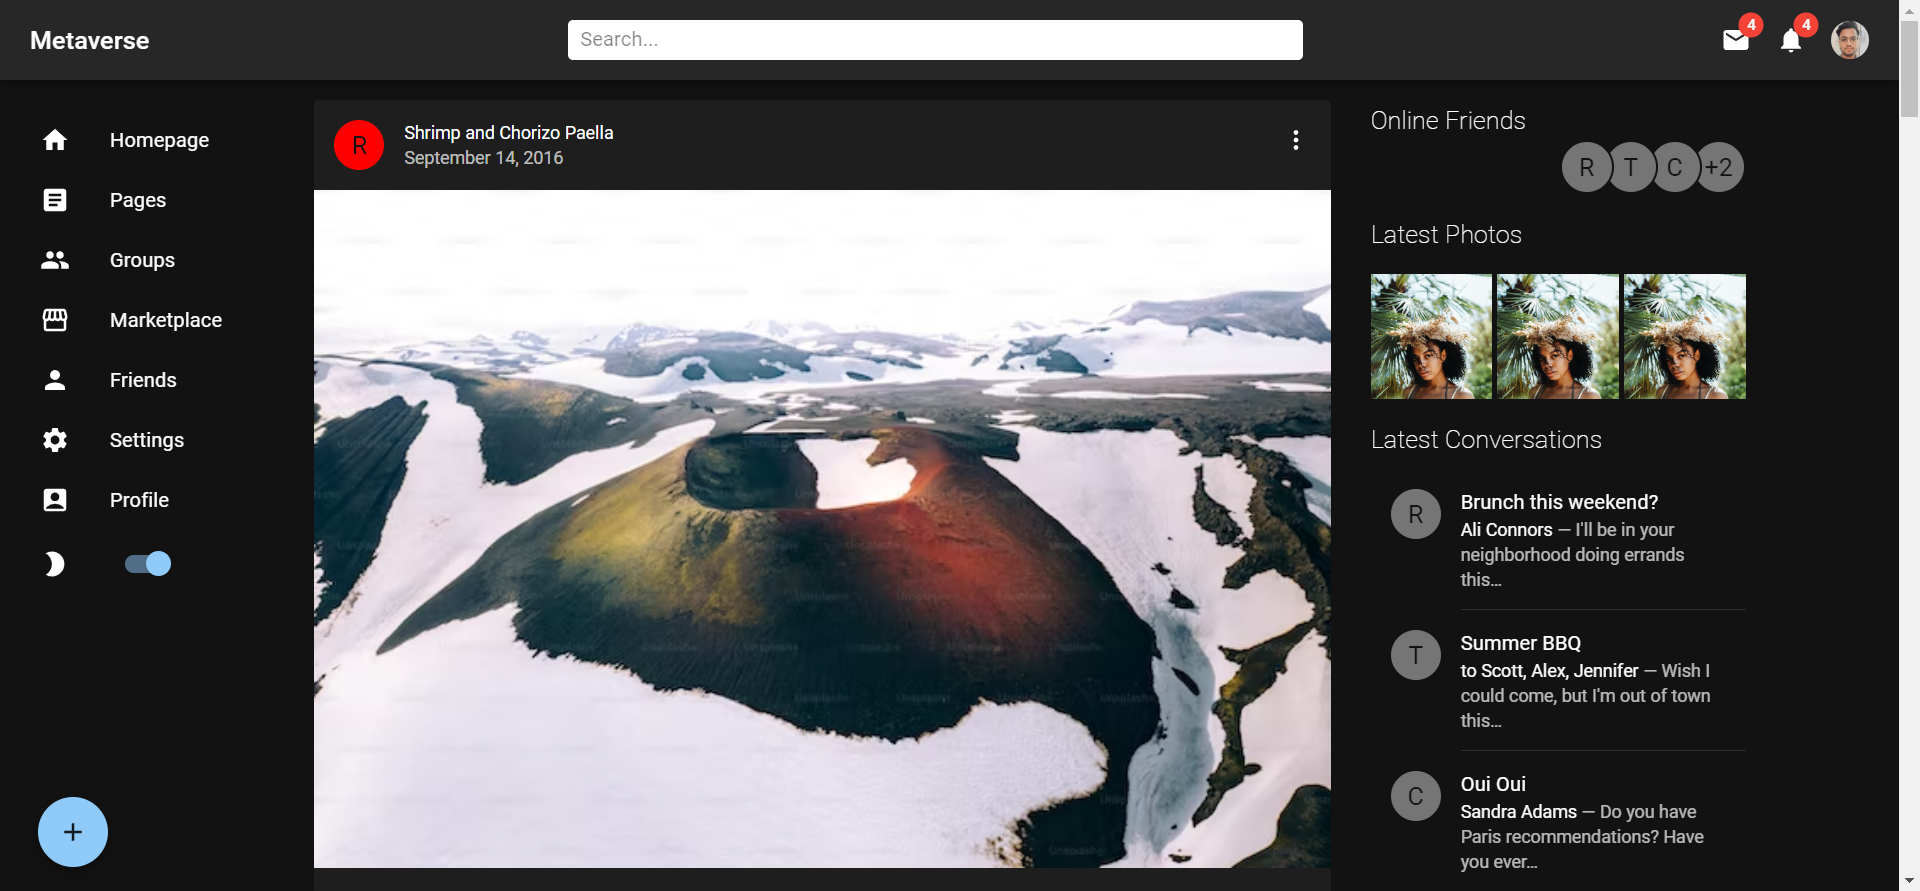 Metaverse
Search...
4
4
Homepage
Pages
Groups
Marketplace
Friends
Settings
Profile
+
R
Shrimp and Chorizo Paella
September 14, 2016
Online Friends
R
T
C
+2
Latest Photos
Latest Conversations
R
Brunch this weekend?
Ali Connors — I'll be in your
neighborhood doing errands
this...
T
Summer BBQ
to Scott, Alex, Jennifer — Wish I
could come, but I'm out of town
this...
C
Oui Oui
Sandra Adams — Do you have
Paris recommendations? Have
you ever...